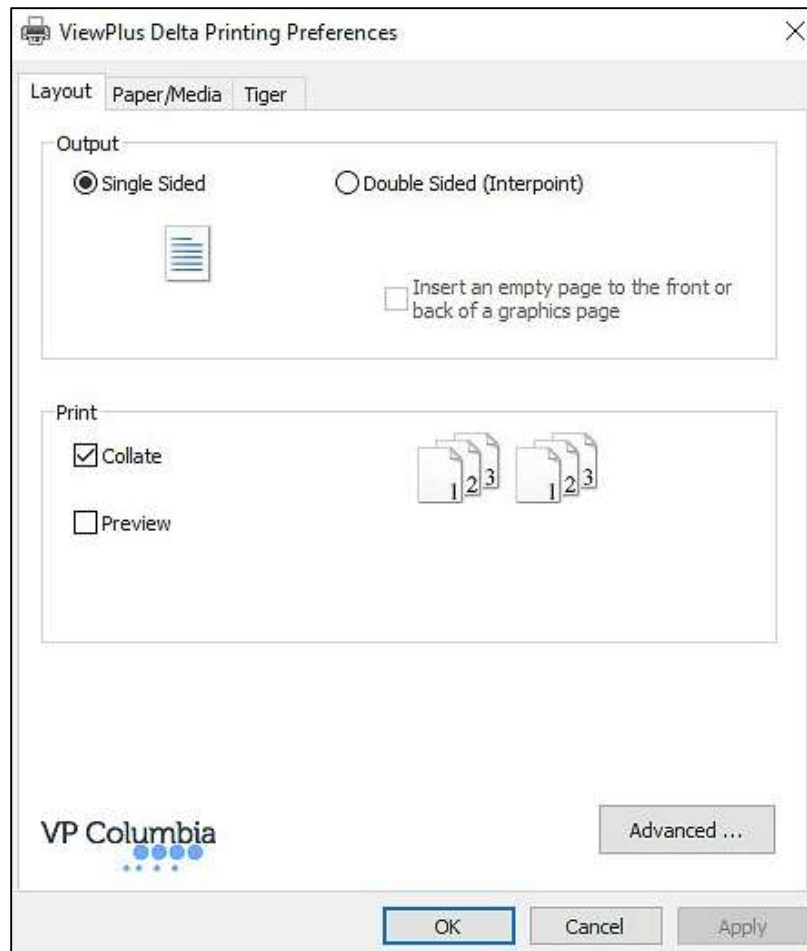 ViewPlus Delta Printing Preferences
Layout Paper/Media Tiger
Output
Single Sided Double Sided (Interpoint)
Insert an empty page to the front or
back of a graphics page
Print
Collate
1 2 3 1 2 3
Preview
VP Columbia
Advanced ...
OK Cancel Apply